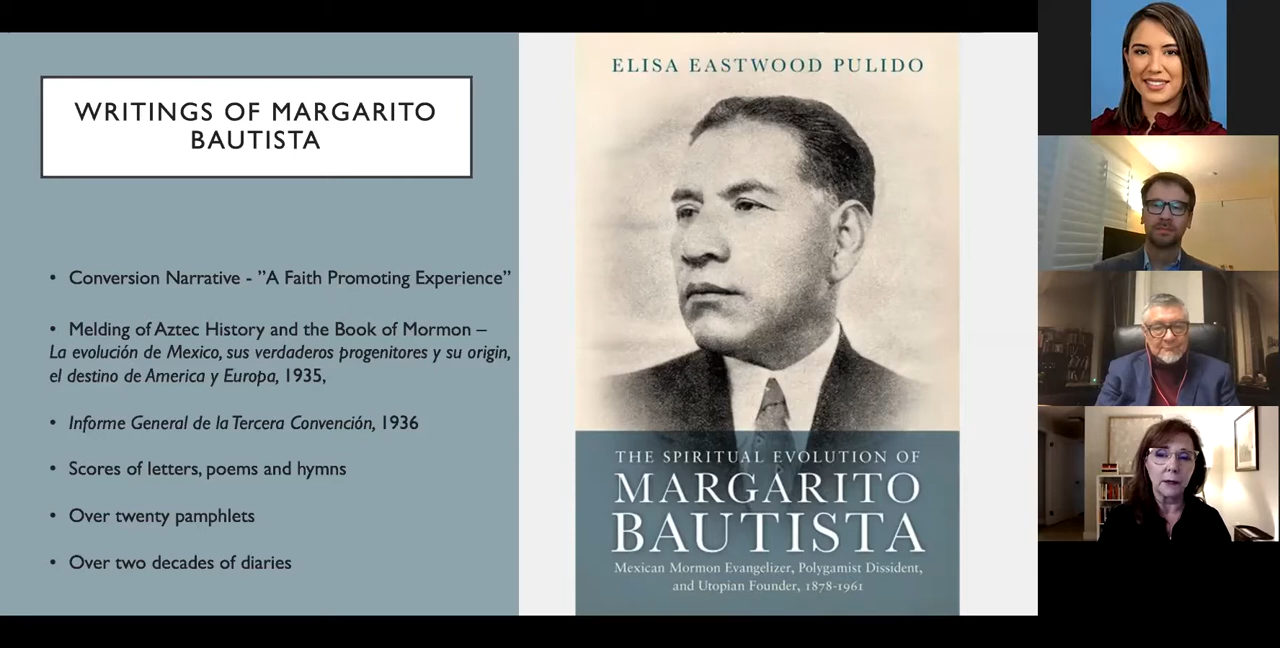 WRITINGS OF MARGARITO
BAUTISTA
• Conversion Narrative - ”A Faith Promoting Experience”
• Melding of Aztec History and the Book of Mormon –
La evolución de Mexico, sus verdaderos progenitores y su origin,
el destino de America y Europa, 1935,
• Informe General de la Tercera Convención, 1936
• Scores of letters, poems and hymns
• Over twenty pamphlets
• Over two decades of diaries
ELISA EASTWOOD PULIDO
THE SPIRITUAL EVOLUTION OF
MARGARITO
BAUTISTA
Mexican Mormon Evangelizer, Polygamist Dissident,
and Utopian Founder, 1878-1961